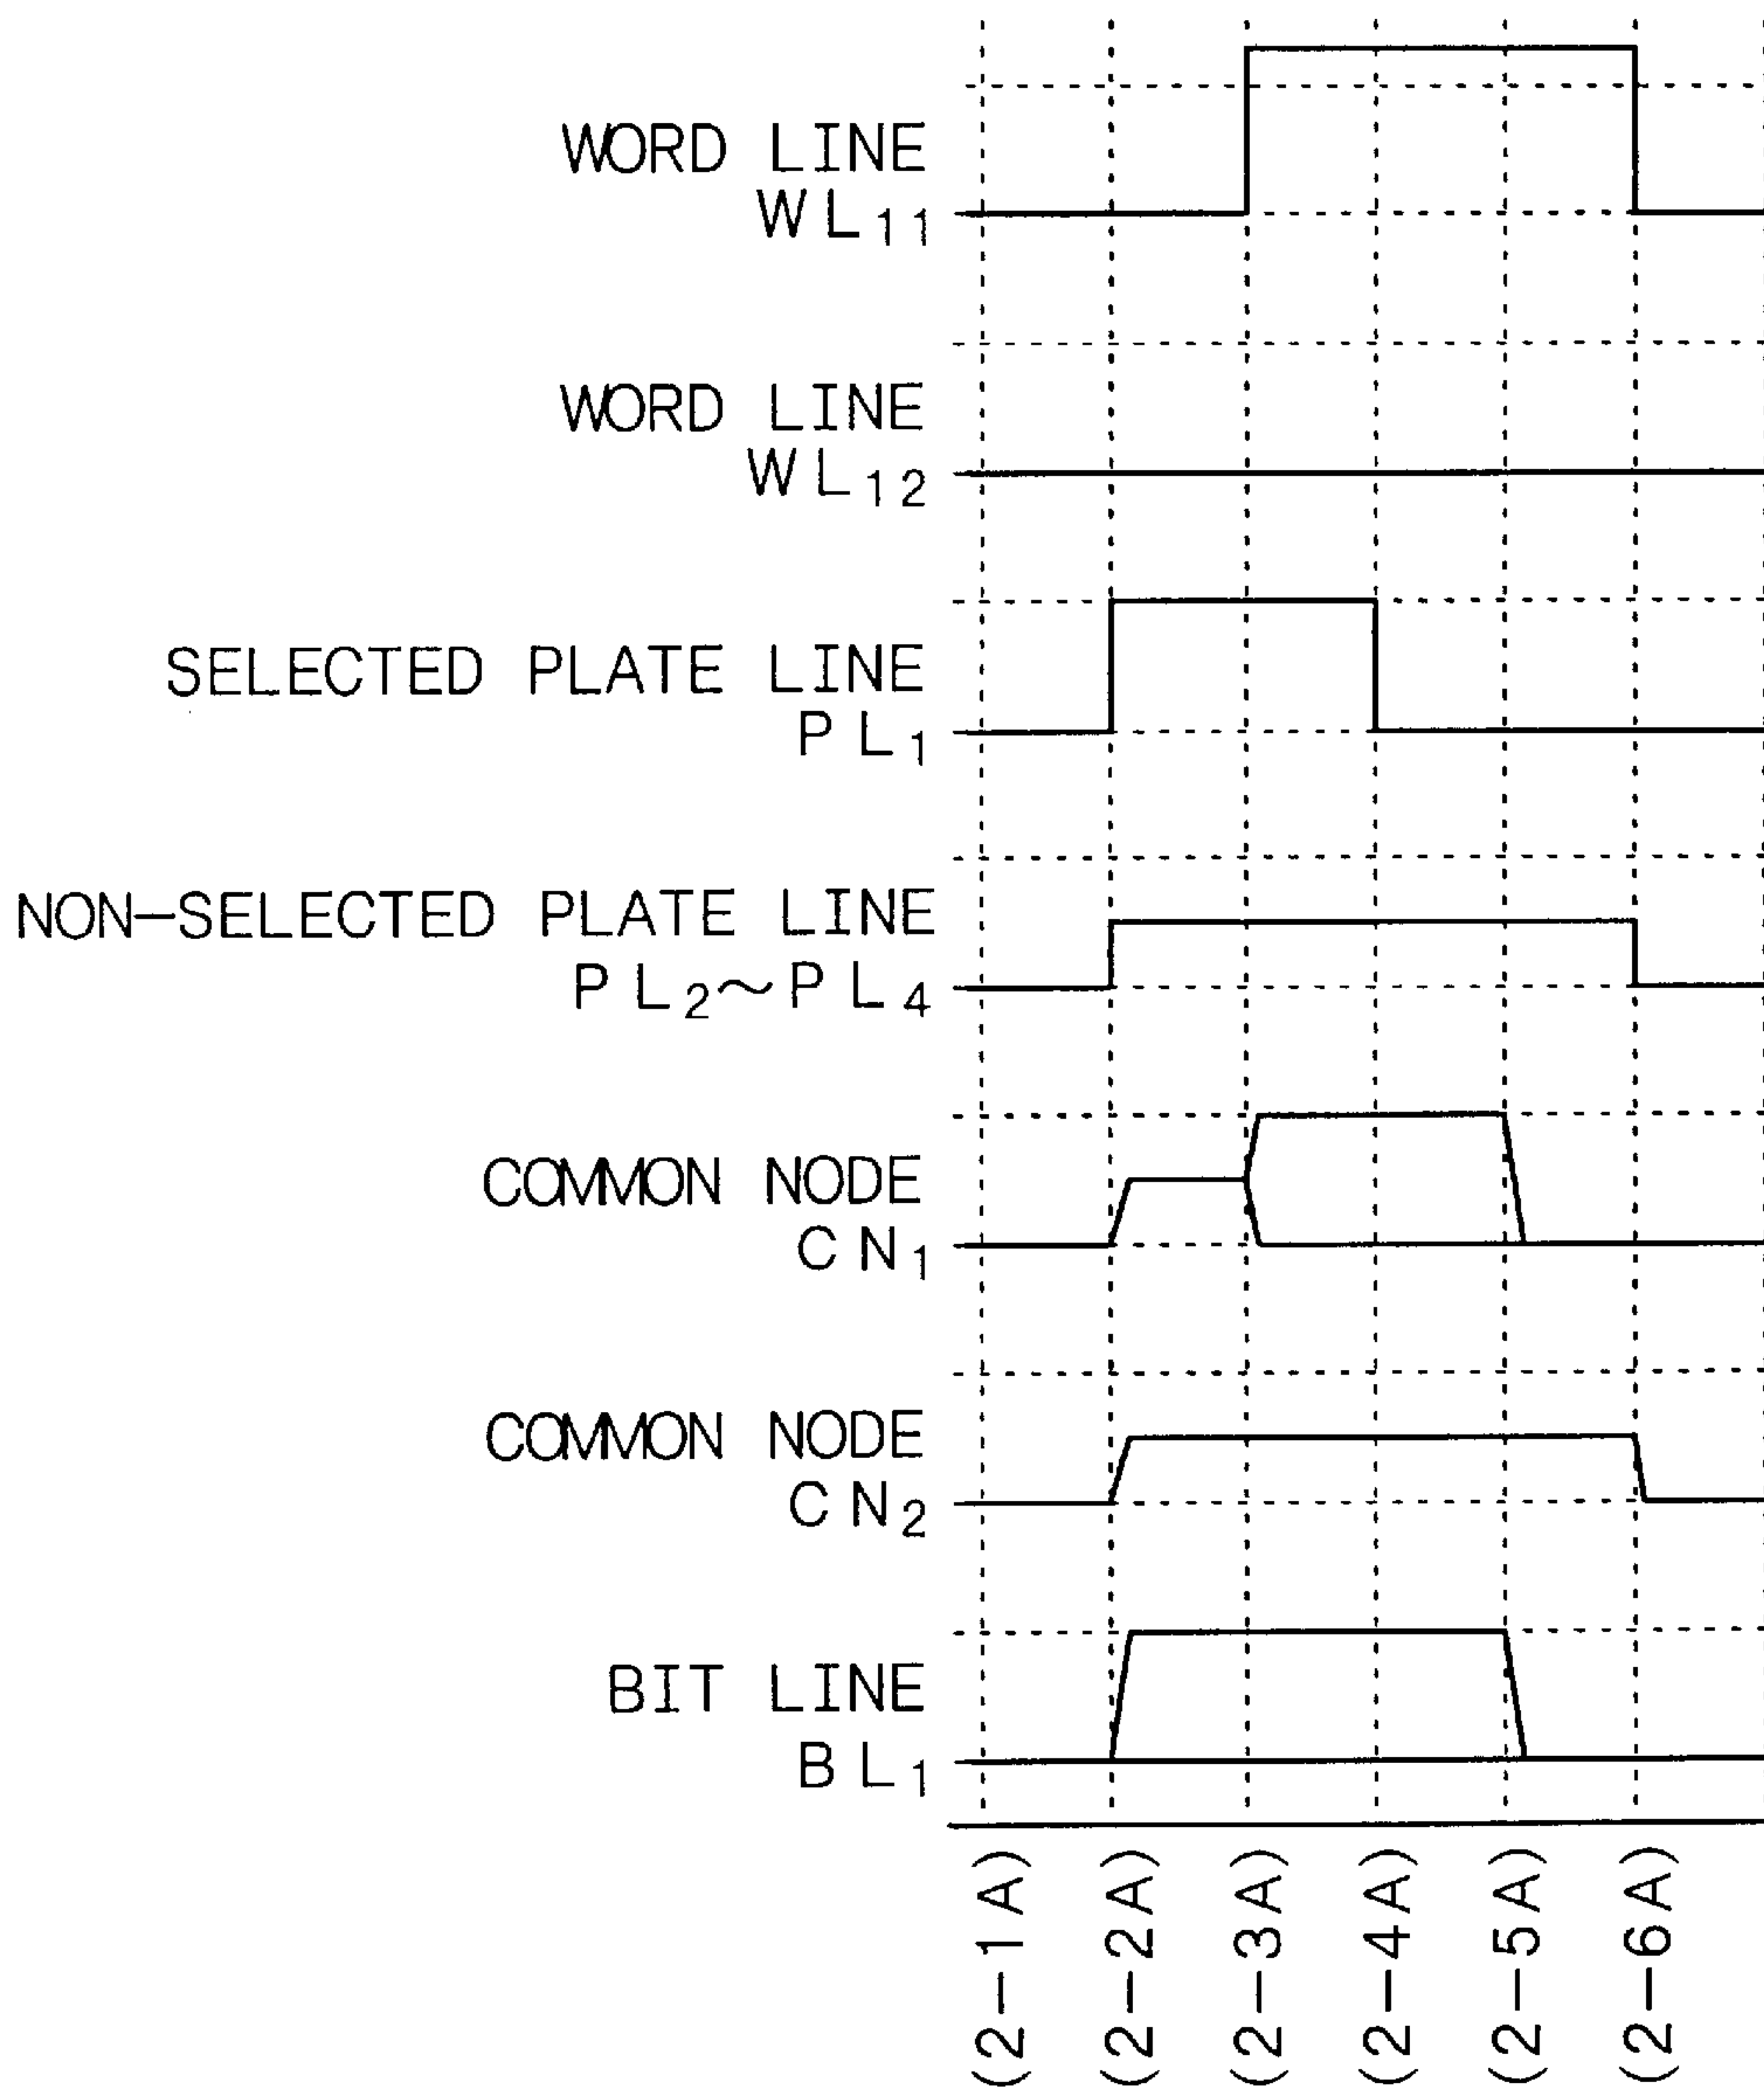 WORD LINE
WL₁₁
WORD LINE
WL₁₂
SELECTED PLATE LINE
PL₁
NON-SELECTED PLATE LINE
PL₂~PL₄
COMMON NODE
CN₁
COMMON NODE
CN₂
BIT LINE
BL₁
(2-1A)
(2-2A)
(2-3A)
(2-4A)
(2-5A)
(2-6A)